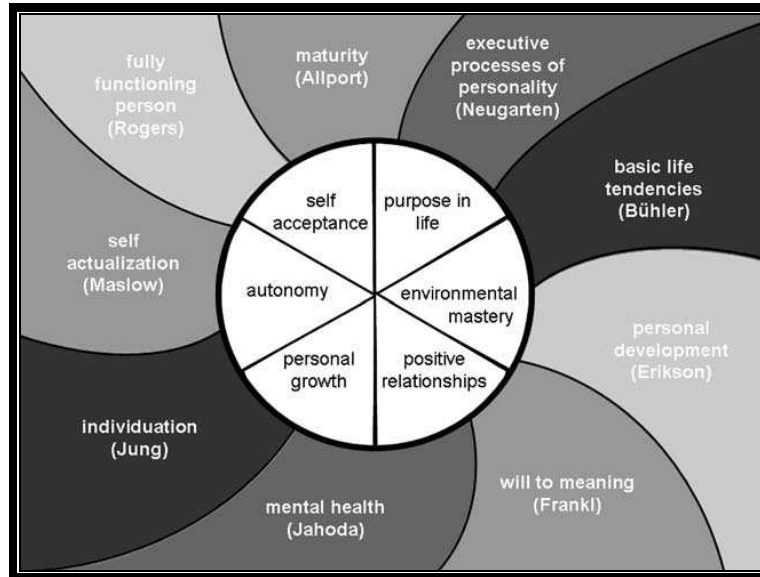 fully
functioning
person
(Rogers)
maturity
(Allport)
executive
processes of
personality
(Neugarten)
basic life
tendencies
(Bühler)
self
actualization
(Maslow)
personal
development
(Erikson)
individuation
(Jung)
mental health
(Jahoda)
will to meaning
(Frankl)
self
acceptance
purpose in
life
autonomy
environmental
mastery
personal
growth
positive
relationships